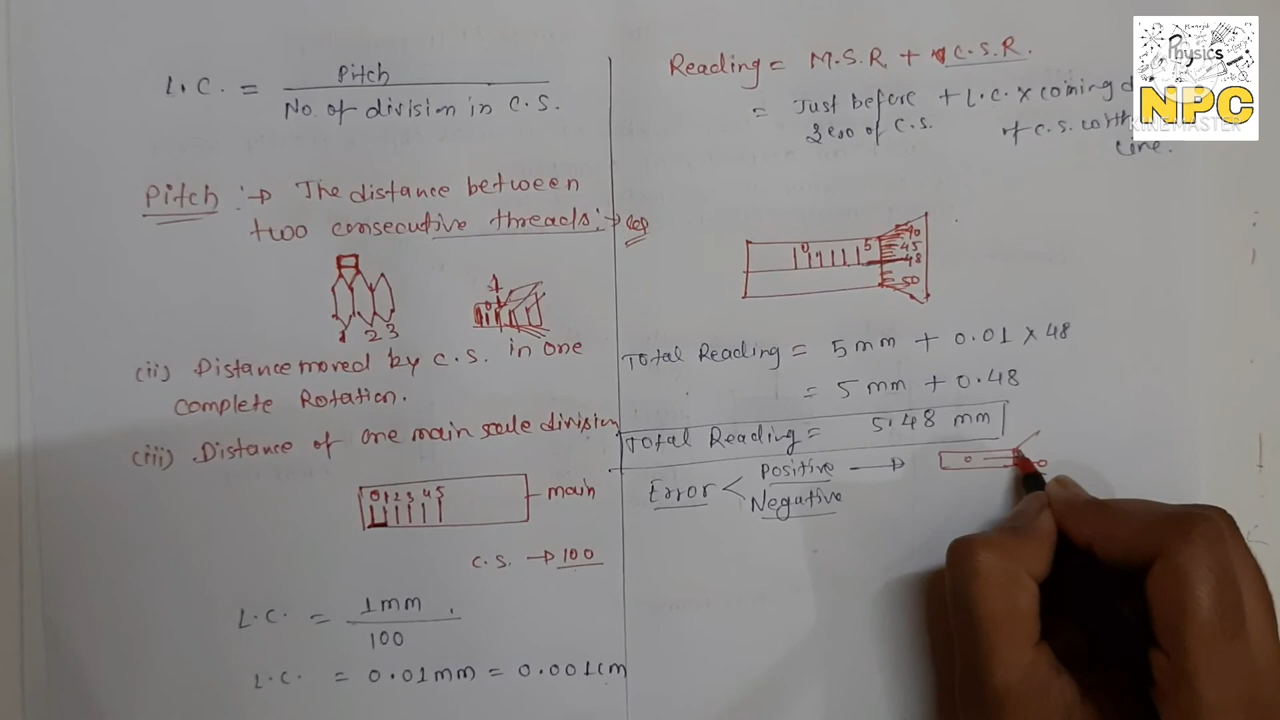 L.C. = Pitch
No. of division in C.S.
Pitch :→ The distance between
two consecutive threads:→
1 2 3
(ii) Distance moved by C.S. in one
Complete Rotation.
(iii) Distance of one main scale division
0 1 2 3 4 5
main
C.S. → 100
L.C. = 1mm
100
L.C. = 0.01mm = 0.001cm
Reading = M.S.R. + C.S.R.
= Just before + L.C. × coming
zero of C.S. of C.S. with
Line.
0 5 40
45
48
50
Total Reading = 5 mm + 0.01 × 48
= 5 mm + 0.48
Total Reading = 5.48 mm
Error < Positive →
Negative
0 0
Physics
NPC
KINEMASTER